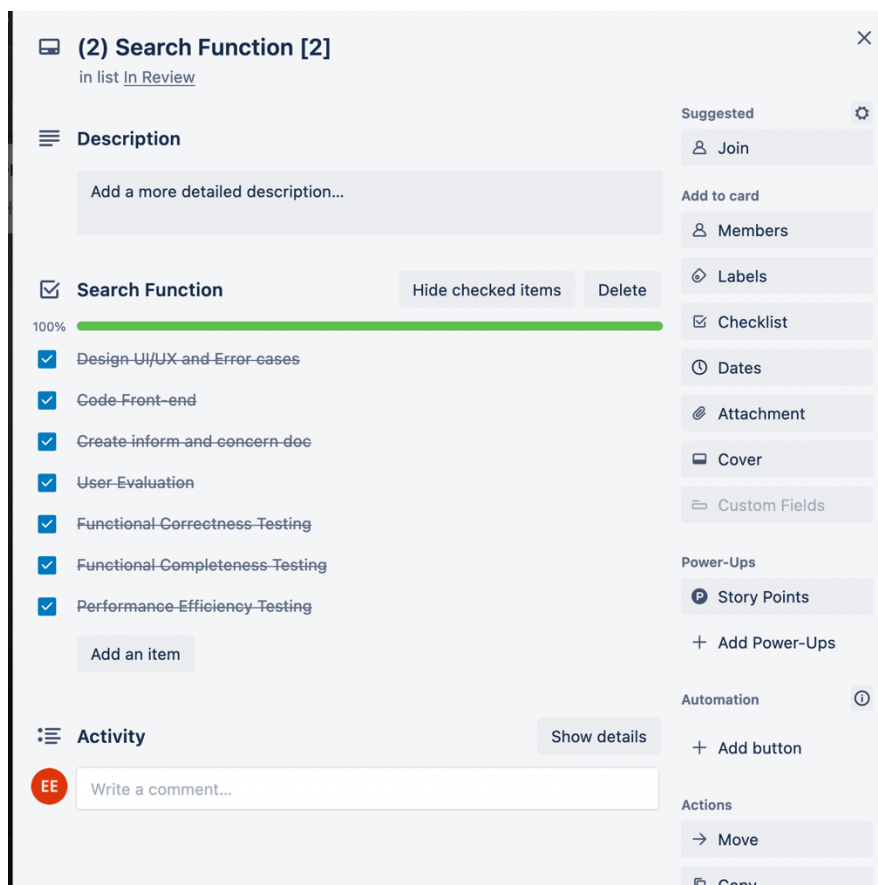 (2) Search Function [2]
in list In Review
Description
Add a more detailed description...
Search Function
Hide checked items
Delete
100%
Design UI/UX and Error cases
Code Front-end
Create inform and concern doc
User Evaluation
Functional Correctness Testing
Functional Completeness Testing
Performance Efficiency Testing
Add an item
Activity
Show details
EE
Write a comment...
Suggested
Join
Add to card
Members
Labels
Checklist
Dates
Attachment
Cover
Custom Fields
Power-Ups
P
Story Points
+ Add Power-Ups
Automation
+ Add button
Actions
→ Move
Copy